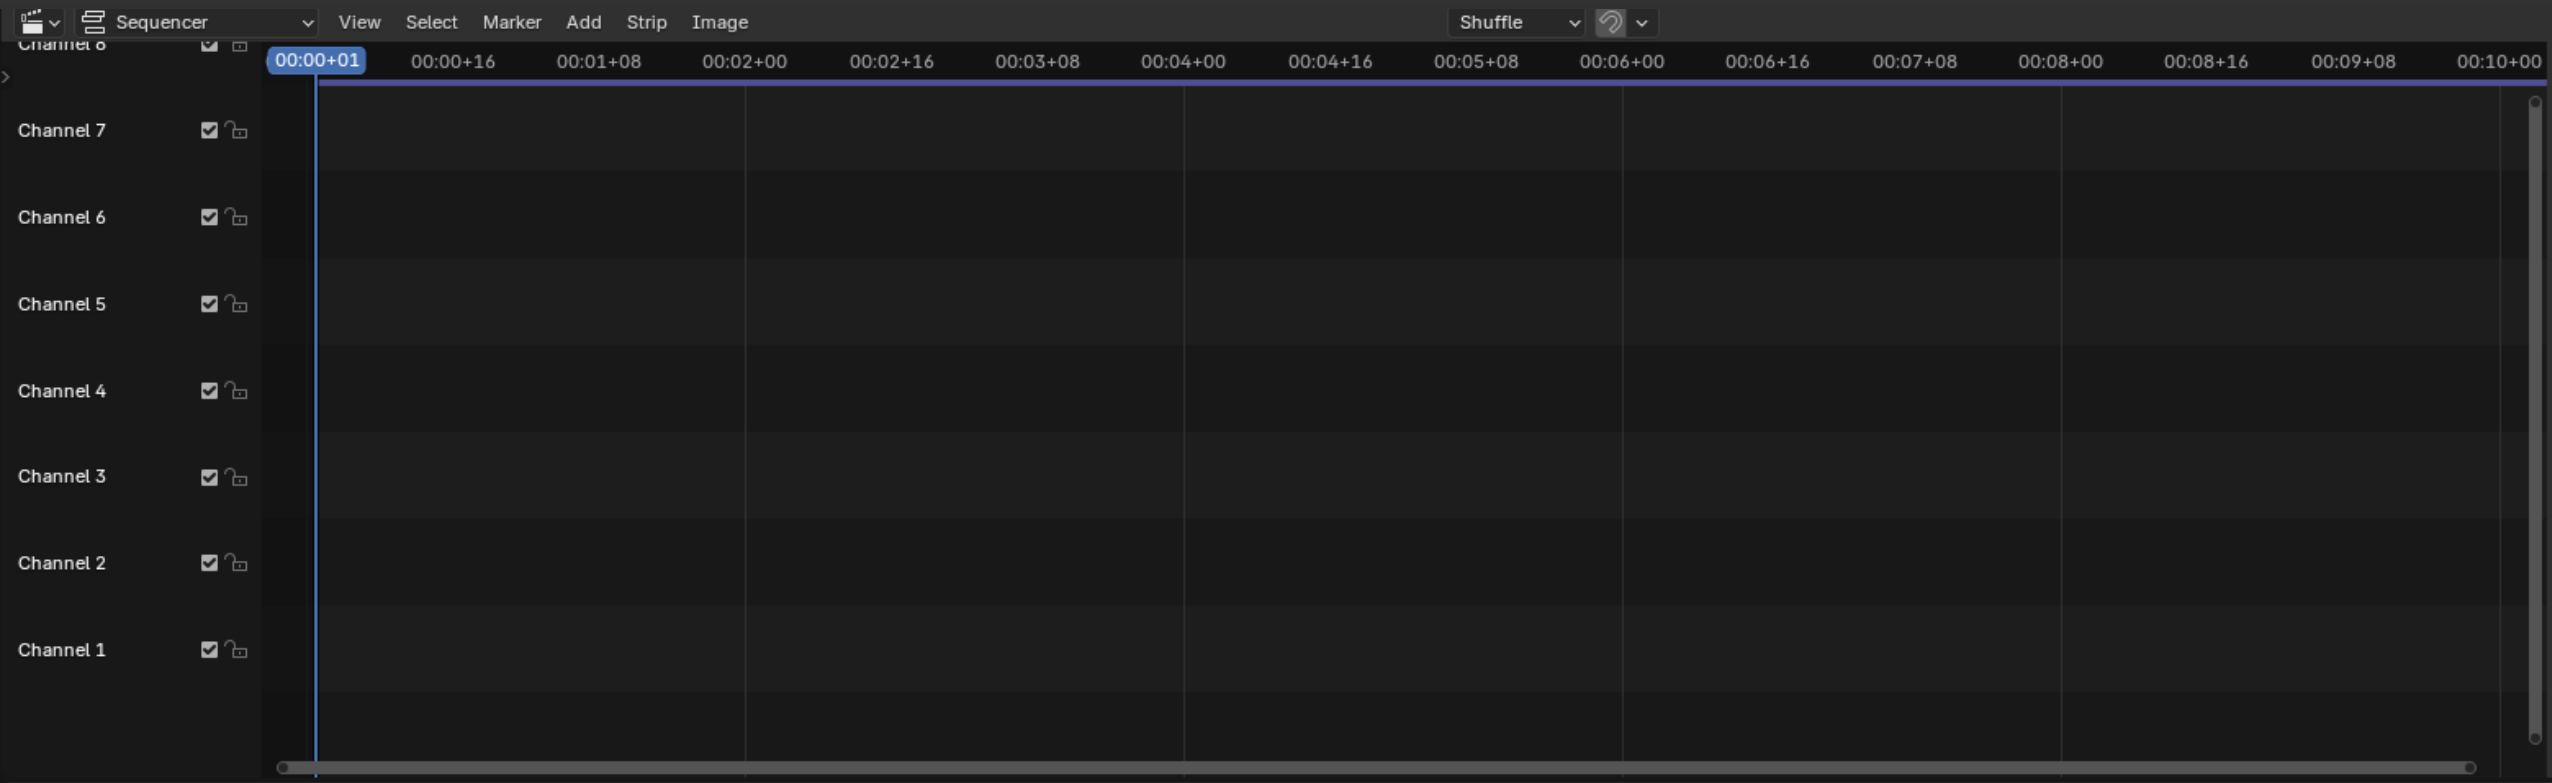 Sequencer View Select Marker Add Strip Image Shuffle
Channel 8
00:00+01 00:00+16 00:01+08 00:02+00 00:02+16 00:03+08 00:04+00 00:04+16 00:05+08 00:06+00 00:06+16 00:07+08 00:08+00 00:08+16 00:09+08 00:10+00
Channel 7
Channel 6
Channel 5
Channel 4
Channel 3
Channel 2
Channel 1